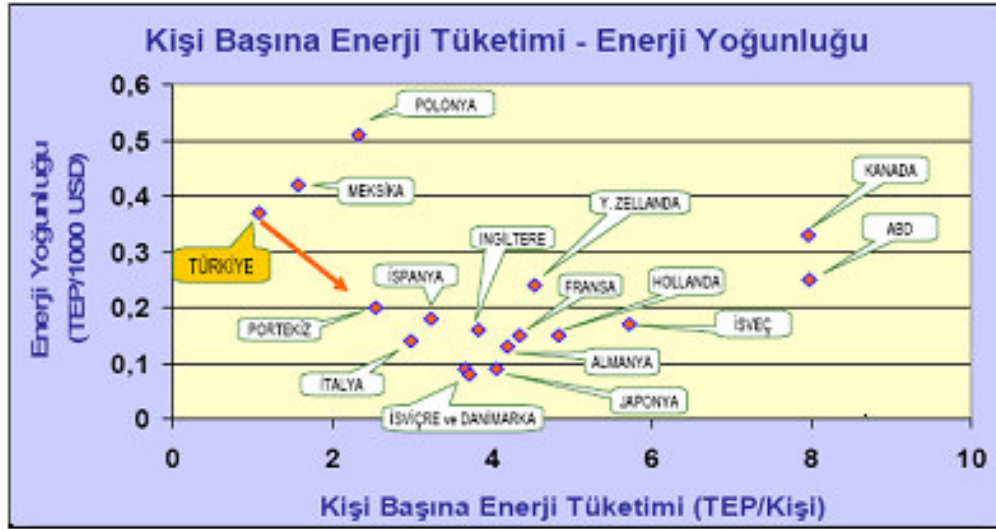 Kişi Başına Enerji Tüketimi - Enerji Yoğunluğu
Enerji Yoğunluğu
(TEP/1000 USD)
0,6
0,5
0,4
0,3
0,2
0,1
0
POLONYA
MEKSİKA
TÜRKİYE
PORTEKİZ
İSPANYA
İTALYA
INGILTERE
İSVİÇRE ve DANİMARKA
Y. ZELLANDA
FRANSA
HOLLANDA
ALMANYA
JAPONYA
İSVEÇ
KANADA
ABD
0 2 4 6 8 10
Kişi Başına Enerji Tüketimi (TEP/Kişi)